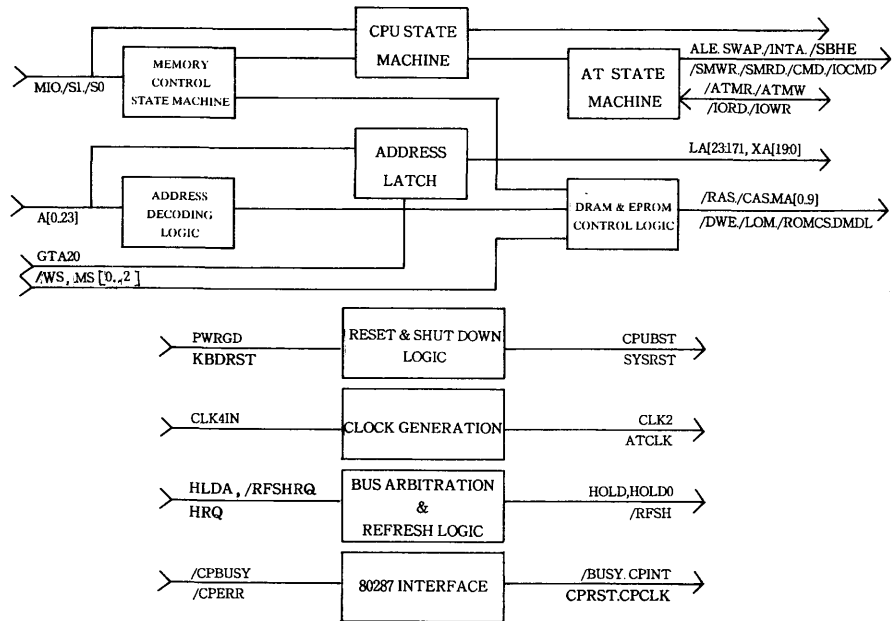 CPU STATE
MACHINE
MIO./S1./S0
MEMORY
CONTROL
STATE MACHINE
AT STATE
MACHINE
ALE. SWAP./INTA. /SBHE
/SMWR./SMRD./CMD./IOCMD
/ATMR./ATMW
/IORD./IOWR
ADDRESS
LATCH
LA[23:171, XA[19:0]
A[0..23]
ADDRESS
DECODING
LOGIC
DRAM & EPROM
CONTROL LOGIC
/RAS./CAS.MA[0..9]
/DWE./LOM./ROMCS.DMDL
GTA20
/WS, MS [0..2]
PWRGD
KBDRST
RESET & SHUT DOWN
LOGIC
CPUBST
SYSRST
CLK4IN
CLOCK GENERATION
CLK2
ATCLK
HLDA, /RFSHRQ
HRQ
BUS ARBITRATION
&
REFRESH LOGIC
HOLD,HOLD0
/RFSH
/CPBUSY
/CPERR
80287 INTERFACE
/BUSY. CPINT
CPRST.CPCLK